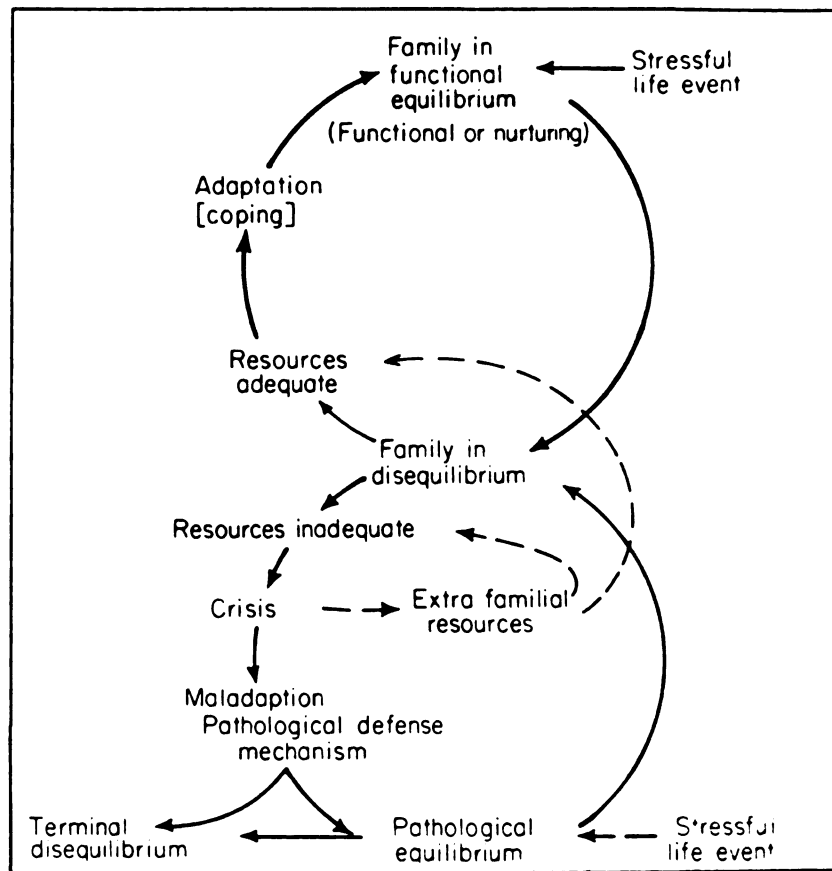 Family in
functional
equilibrium
(Functional or nurturing)
Stressful
life event
Adaptation
[coping]
Resources
adequate
Family in
disequilibrium
Resources inadequate
Crisis
Extra familial
resources
Maladaption
Pathological defense
mechanism
Terminal
disequilibrium
Pathological
equilibrium
Stressful
life event